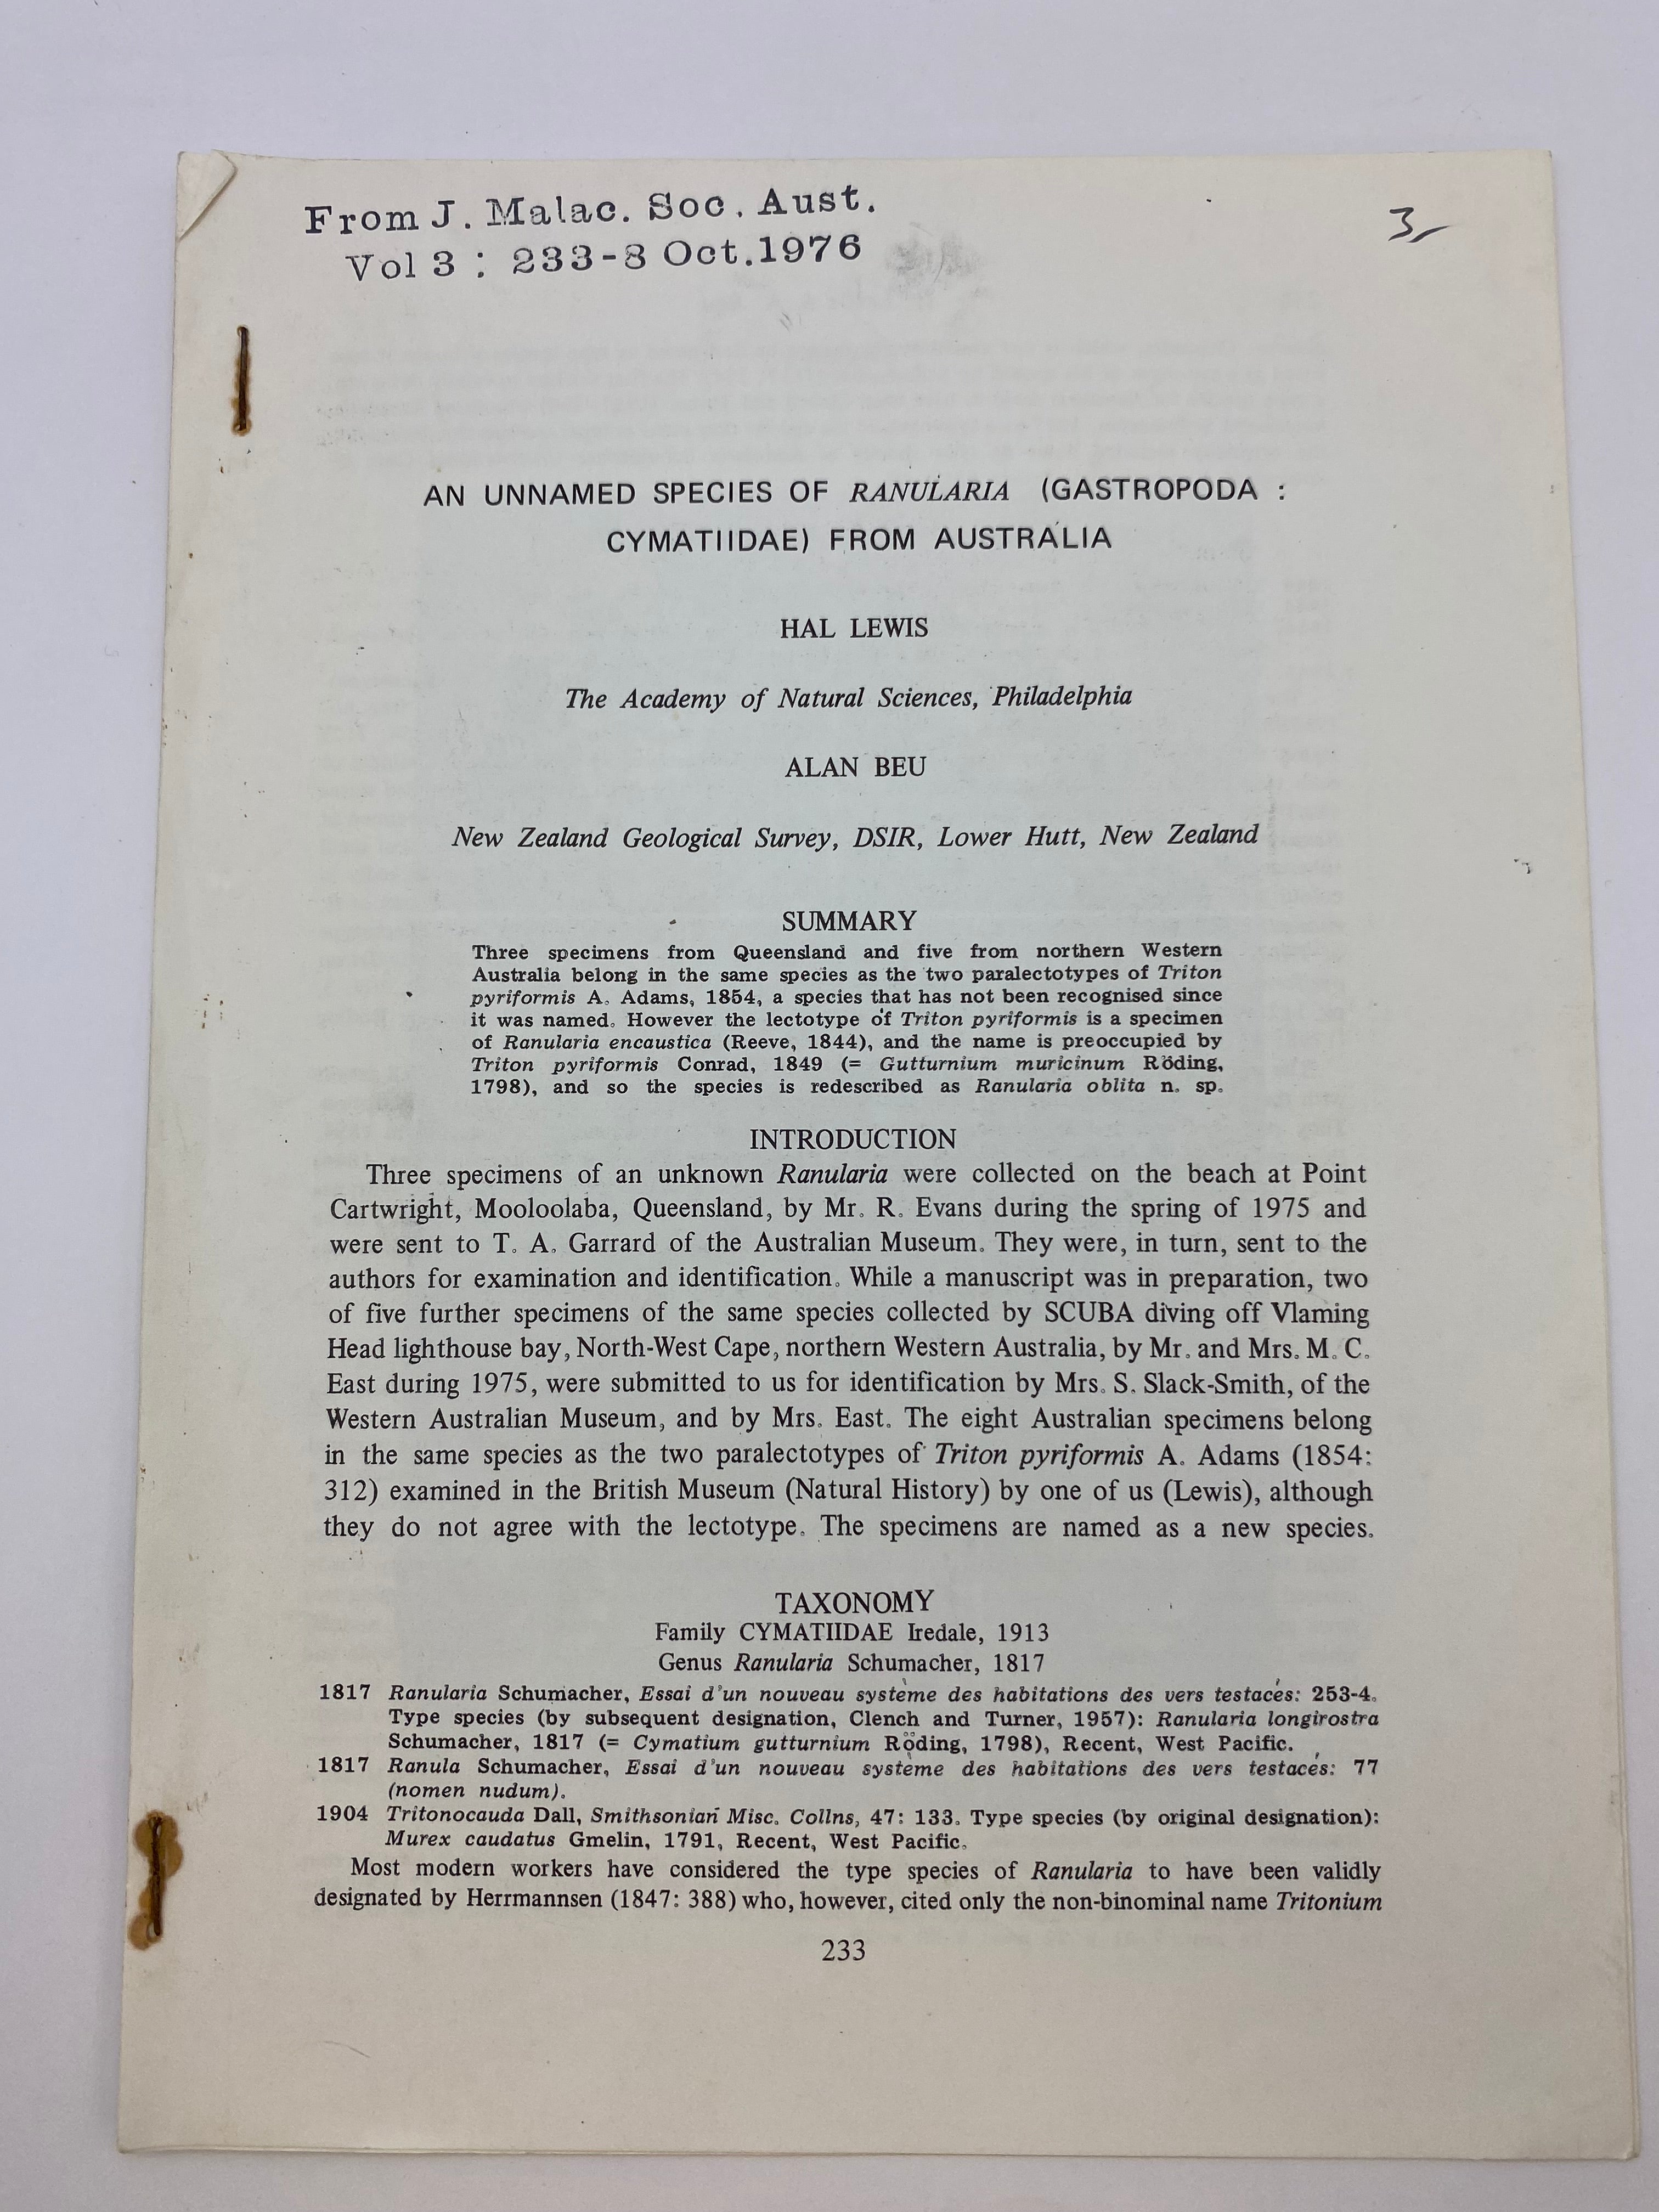 From J. Malac. Soc. Aust.
Vol 3 : 233-8 Oct. 1976
3,-
AN UNNAMED SPECIES OF RANULARIA (GASTROPODA :
CYMATIIDAE) FROM AUSTRALIA
HAL LEWIS
The Academy of Natural Sciences, Philadelphia
ALAN BEU
New Zealand Geological Survey, DSIR, Lower Hutt, New Zealand
SUMMARY
Three specimens from Queensland and five from northern Western
Australia belong in the same species as the two paralectotypes of Triton
pyriformis A. Adams, 1854, a species that has not been recognised since
it was named. However the lectotype of Triton pyriformis is a specimen
of Ranularia encaustica (Reeve, 1844), and the name is preoccupied by
Triton pyriformis Conrad, 1849 (= Gutturnium muricinum Röding,
1798), and so the species is redescribed as Ranularia oblita n. sp.
INTRODUCTION
Three specimens of an unknown Ranularia were collected on the beach at Point
Cartwright, Mooloolaba, Queensland, by Mr. R. Evans during the spring of 1975 and
were sent to T. A. Garrard of the Australian Museum. They were, in turn, sent to the
authors for examination and identification. While a manuscript was in preparation, two
of five further specimens of the same species collected by SCUBA diving off Vlaming
Head lighthouse bay, North-West Cape, northern Western Australia, by Mr. and Mrs. M. C.
East during 1975, were submitted to us for identification by Mrs. S. Slack-Smith, of the
Western Australian Museum, and by Mrs. East. The eight Australian specimens belong
in the same species as the two paralectotypes of Triton pyriformis A. Adams (1854:
312) examined in the British Museum (Natural History) by one of us (Lewis), although
they do not agree with the lectotype. The specimens are named as a new species.
TAXONOMY
Family CYMATIIDAE Iredale, 1913
Genus Ranularia Schumacher, 1817
1817 Ranularia Schumacher, Essai d'un nouveau système des habitations des vers testacés: 253-4.
Type species (by subsequent designation, Clench and Turner, 1957): Ranularia longirostra
Schumacher, 1817 (= Cymatium gutturnium Röding, 1798), Recent, West Pacific.
1817 Ranula Schumacher, Essai d'un nouveau système des habitations des vers testacés: 77
(nomen nudum).
1904 Tritonocauda Dall, Smithsonian Misc. Collns, 47: 133. Type species (by original designation):
Murex caudatus Gmelin, 1791, Recent, West Pacific.
Most modern workers have considered the type species of Ranularia to have been validly
designated by Herrmannsen (1847: 388) who, however, cited only the non-binominal name Tritonium
233